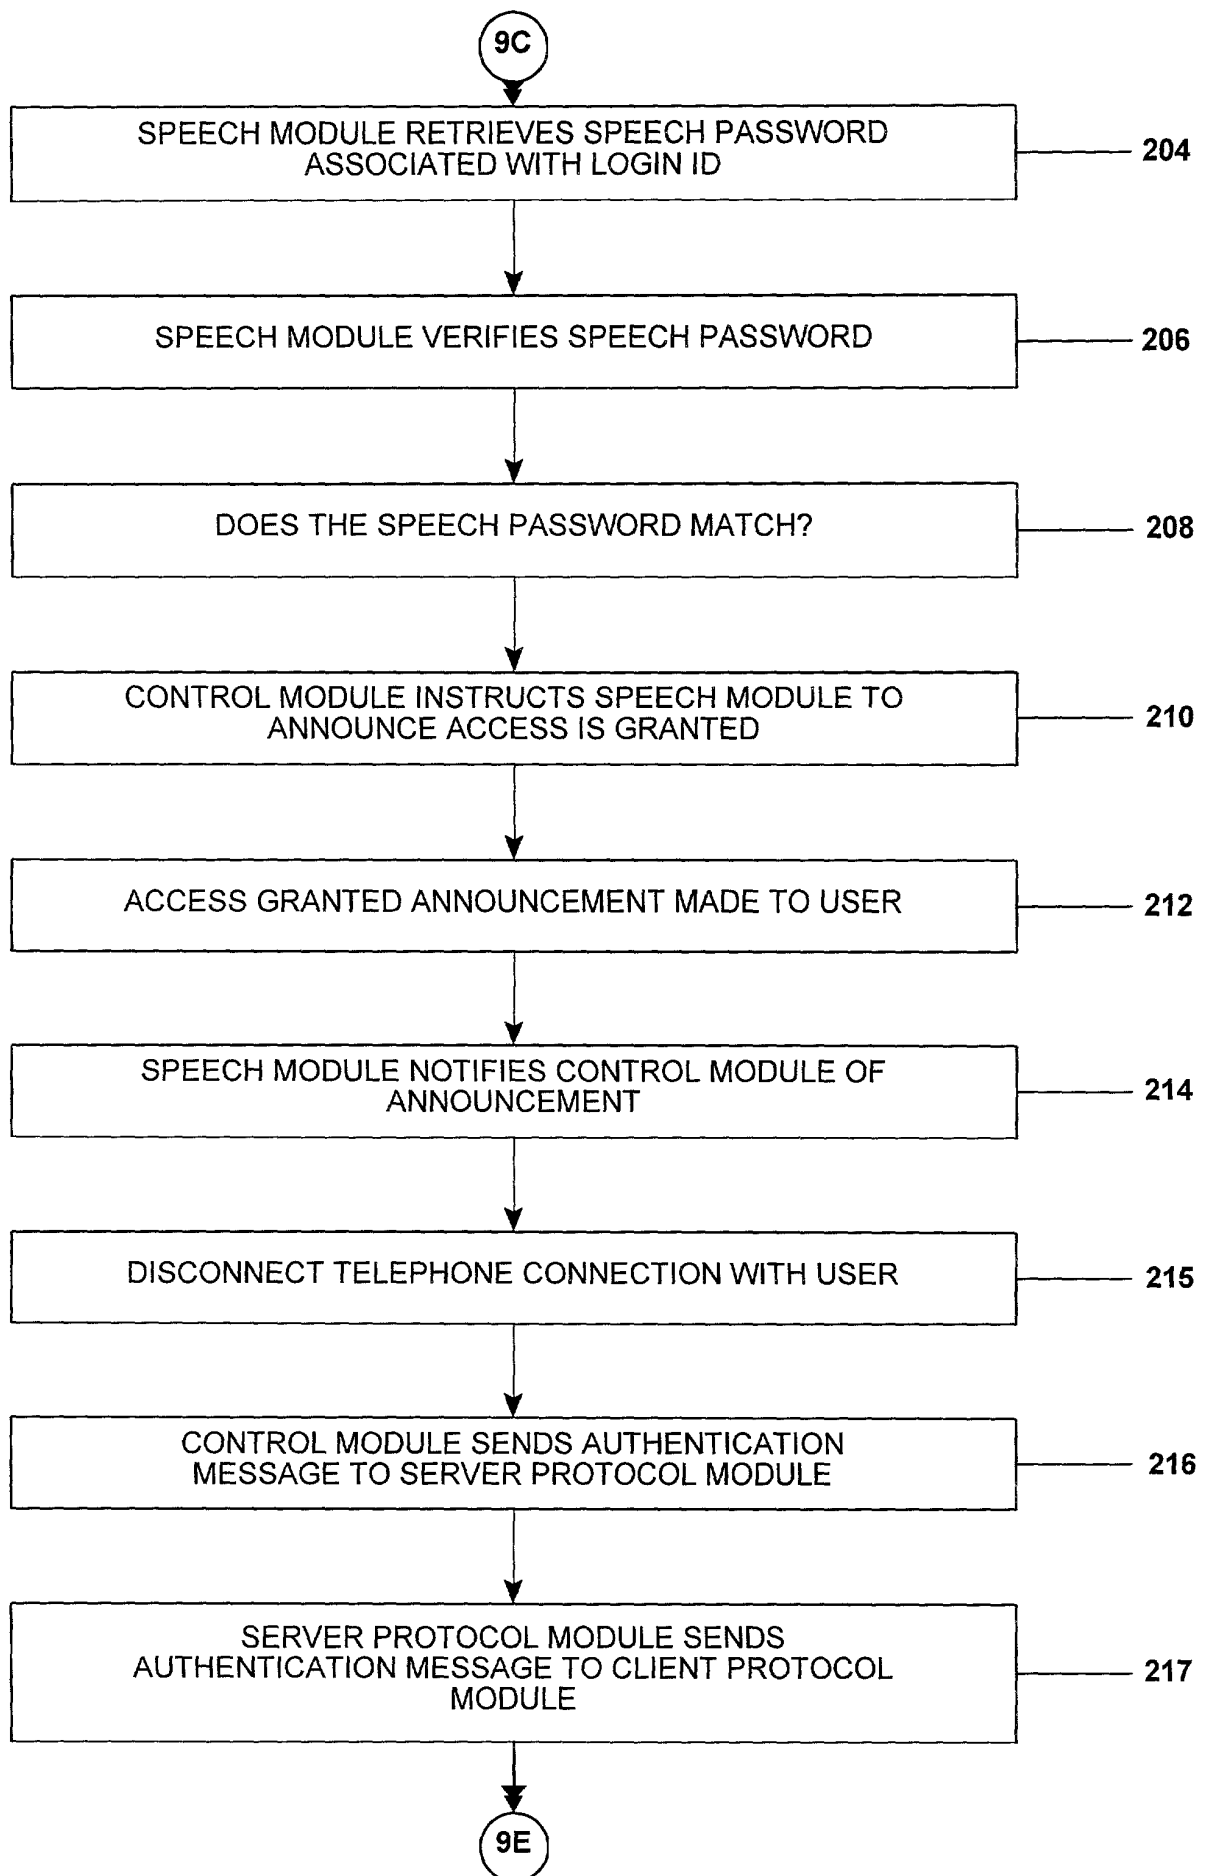 9C
SPEECH MODULE RETRIEVES SPEECH PASSWORD
ASSOCIATED WITH LOGIN ID
204
SPEECH MODULE VERIFIES SPEECH PASSWORD
206
DOES THE SPEECH PASSWORD MATCH?
208
CONTROL MODULE INSTRUCTS SPEECH MODULE TO
ANNOUNCE ACCESS IS GRANTED
210
ACCESS GRANTED ANNOUNCEMENT MADE TO USER
212
SPEECH MODULE NOTIFIES CONTROL MODULE OF
ANNOUNCEMENT
214
DISCONNECT TELEPHONE CONNECTION WITH USER
215
CONTROL MODULE SENDS AUTHENTICATION
MESSAGE TO SERVER PROTOCOL MODULE
216
SERVER PROTOCOL MODULE SENDS
AUTHENTICATION MESSAGE TO CLIENT PROTOCOL
MODULE
217
9E